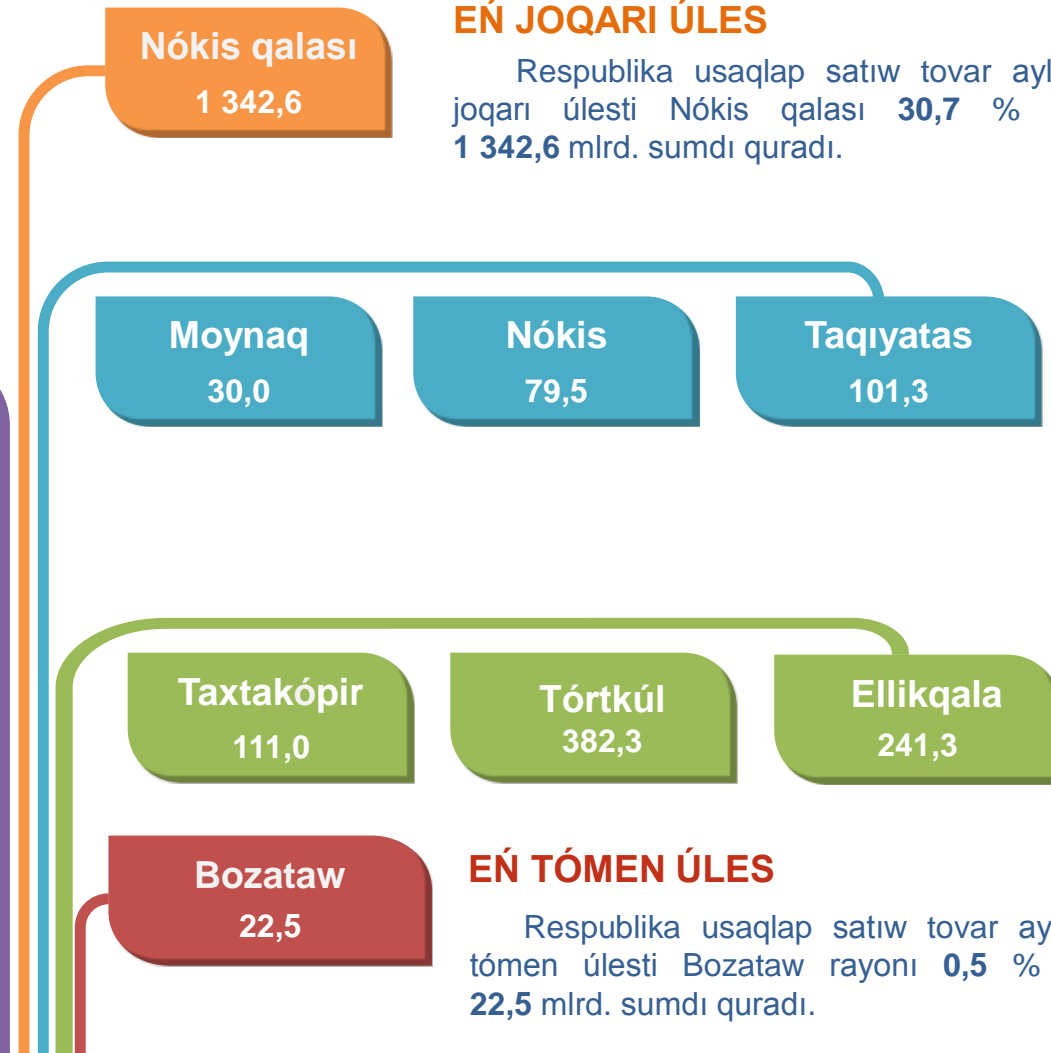 Nókis qalası
1 342,6
EŃ JOQARI ÚLES
Respublika usaqlap satıw tovar
joqarı úlesti Nókis qalası 30,7 %
1 342,6 mlrd. sumdı quradı.
Moynaq
30,0
Nókis
79,5
Taqıyatas
101,3
Taxtakópir
111,0
Tórtkúl
382,3
Ellikqala
241,3
Bozataw
22,5
EŃ TÓMEN ÚLES
Respublika usaqlap satıw tovar
tómen úlesti Bozataw rayonı 0,5 %
22,5 mlrd. sumdı quradı.